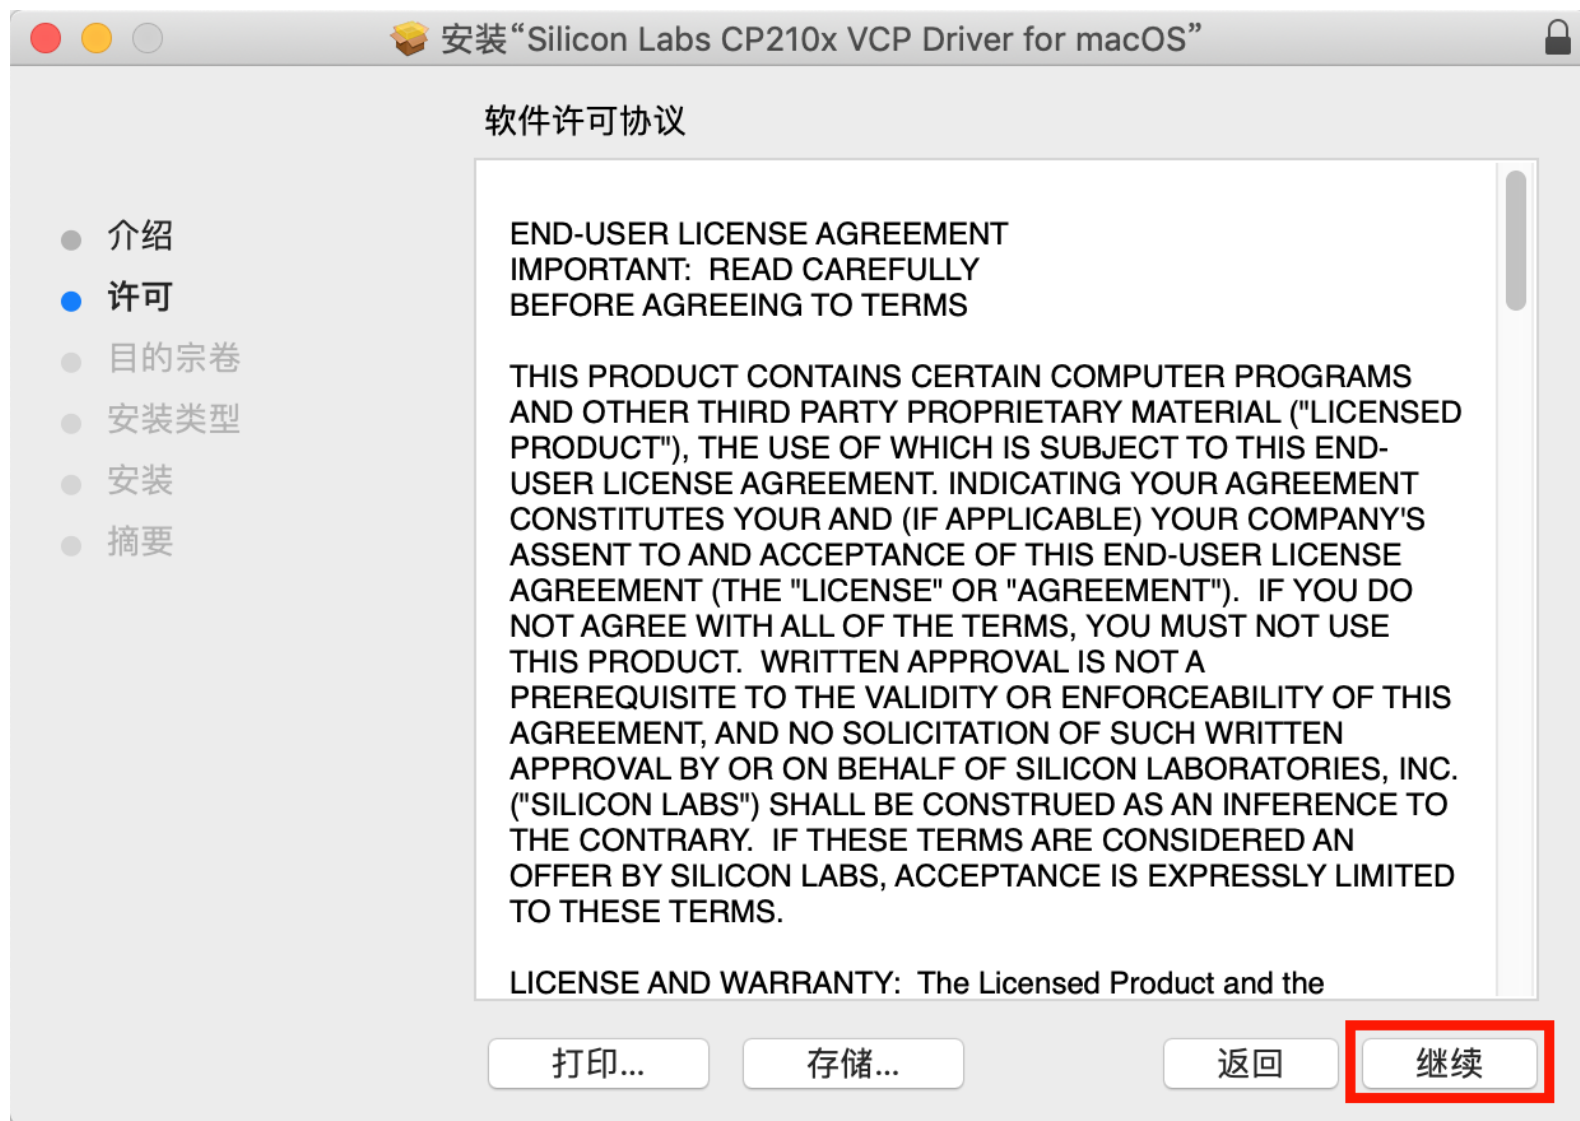 安装“Silicon Labs CP210x VCP Driver for macOS”
软件许可协议
介绍
许可
目的宗卷
安装类型
安装
摘要
END-USER LICENSE AGREEMENT
IMPORTANT:  READ CAREFULLY
BEFORE AGREEING TO TERMS
THIS PRODUCT CONTAINS CERTAIN COMPUTER PROGRAMS
AND OTHER THIRD PARTY PROPRIETARY MATERIAL ("LICENSED
PRODUCT"), THE USE OF WHICH IS SUBJECT TO THIS END-
USER LICENSE AGREEMENT. INDICATING YOUR AGREEMENT
CONSTITUTES YOUR AND (IF APPLICABLE) YOUR COMPANY'S
ASSENT TO AND ACCEPTANCE OF THIS END-USER LICENSE
AGREEMENT (THE "LICENSE" OR "AGREEMENT").  IF YOU DO
NOT AGREE WITH ALL OF THE TERMS, YOU MUST NOT USE
THIS PRODUCT.  WRITTEN APPROVAL IS NOT A
PREREQUISITE TO THE VALIDITY OR ENFORCEABILITY OF THIS
AGREEMENT, AND NO SOLICITATION OF SUCH WRITTEN
APPROVAL BY OR ON BEHALF OF SILICON LABORATORIES, INC.
("SILICON LABS") SHALL BE CONSTRUED AS AN INFERENCE TO
THE CONTRARY.  IF THESE TERMS ARE CONSIDERED AN
OFFER BY SILICON LABS, ACCEPTANCE IS EXPRESSLY LIMITED
TO THESE TERMS.
LICENSE AND WARRANTY:  The Licensed Product and the
打印...
存储...
返回
继续